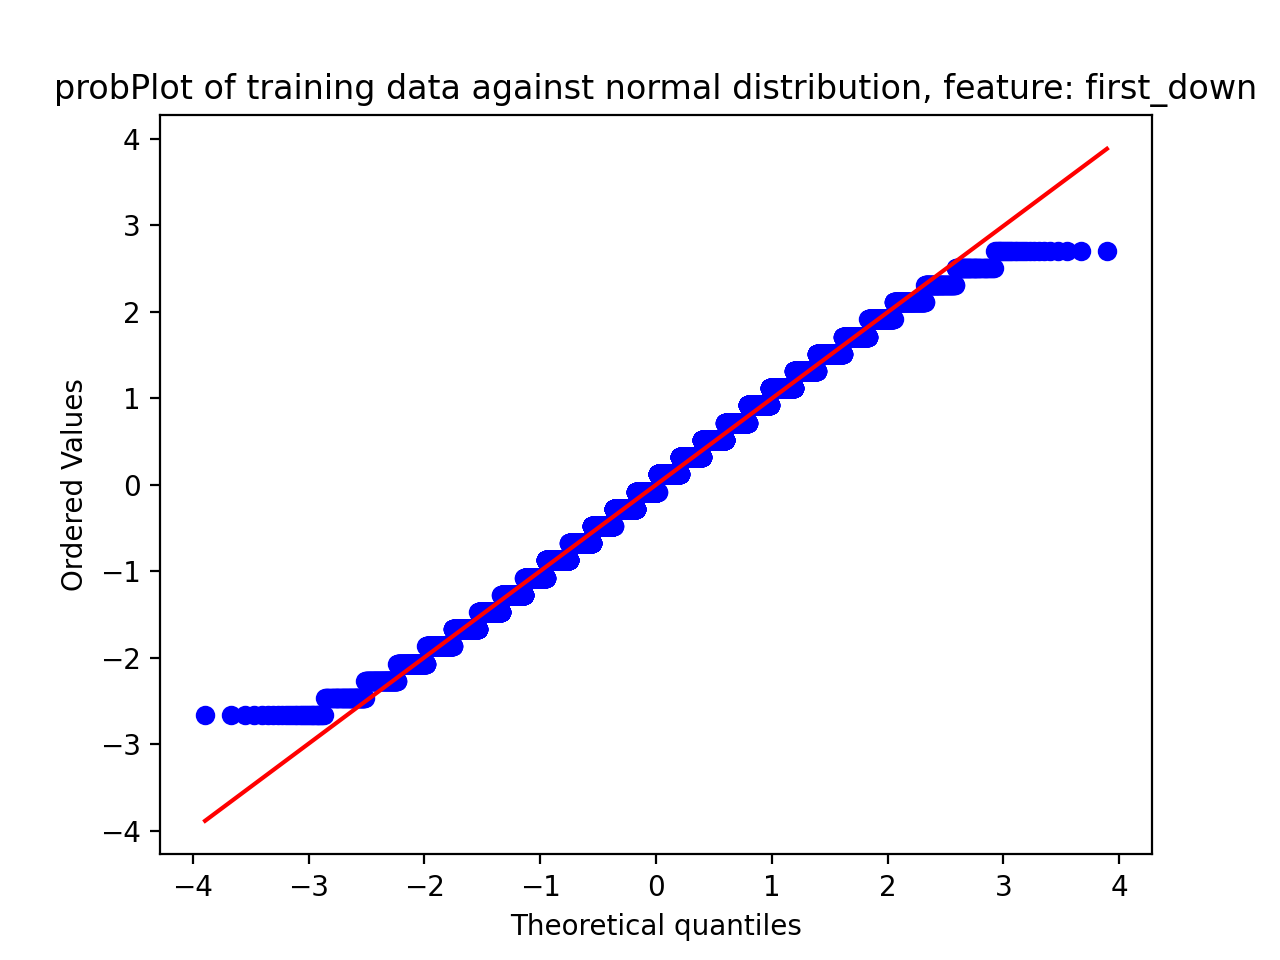 probPlot of training data against normal distribution, feature: first_down
4
3
2
1
0
−1
−2
−3
−4
Ordered Values
−4 −3 −2 −1 0 1 2 3 4
Theoretical quantiles